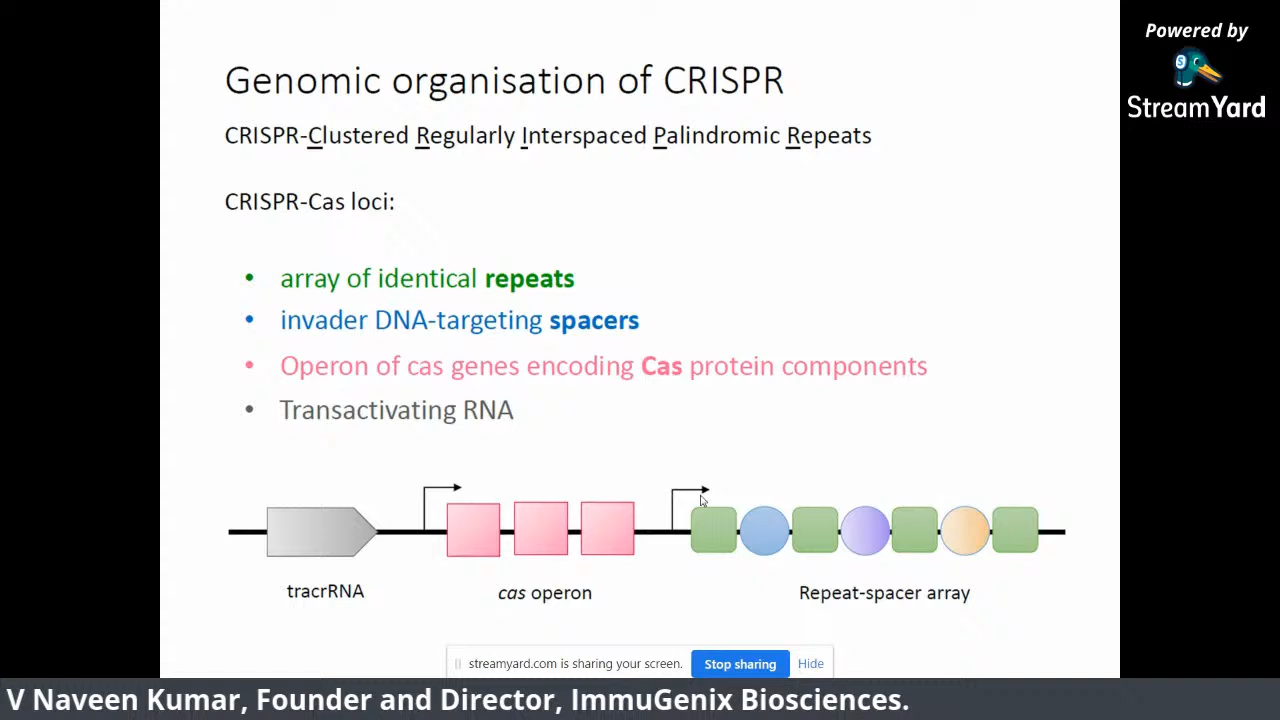 Powered by
StreamYard
Genomic organisation of CRISPR
CRISPR-Clustered Regularly Interspaced Palindromic Repeats
CRISPR-Cas loci:
• array of identical repeats
• invader DNA-targeting spacers
• Operon of cas genes encoding Cas protein components
• Transactivating RNA
tracrRNA
cas operon
Repeat-spacer array
streamyard.com is sharing your screen. Stop sharing Hide
V Naveen Kumar, Founder and Director, ImmuGenix Biosciences.